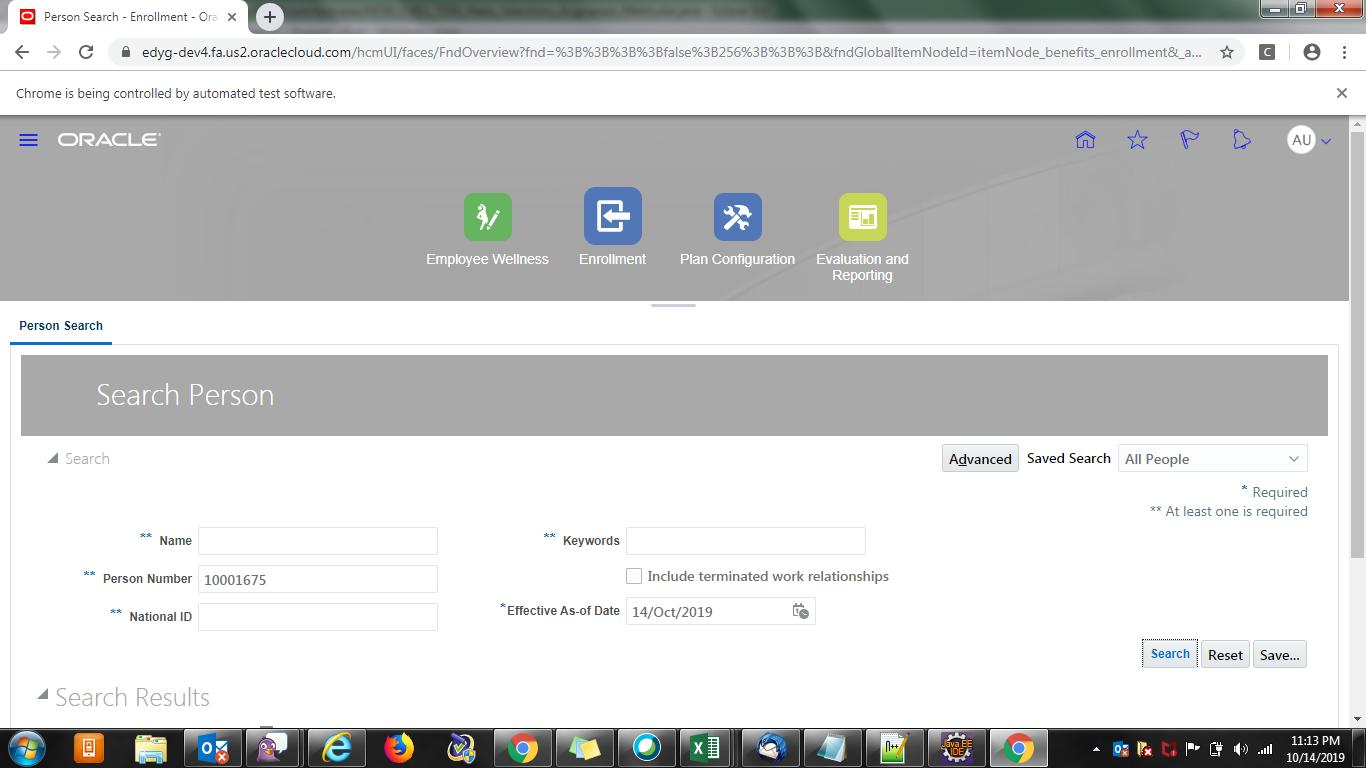 Person Search - Enrollment - Ora
edyg-dev4.fa.us2.oraclecloud.com/hcmUI/faces/FndOverview?fnd=%3B%3B%3B%3Bfalse%3B256%3B%3B%3B&fndGlobalItemNodeId=itemNode_benefits_enrollment&_a...
Chrome is being controlled by automated test software.
ORACLE
AU
Employee Wellness
Enrollment
Plan Configuration
Evaluation and
Reporting
Person Search
Search Person
Search
Advanced Saved Search All People
* Required
** At least one is required
** Name
** Keywords
** Person Number 10001675
Include terminated work relationships
** National ID
*Effective As-of Date 14/Oct/2019
Search Reset Save...
Search Results
11:13 PM
10/14/2019